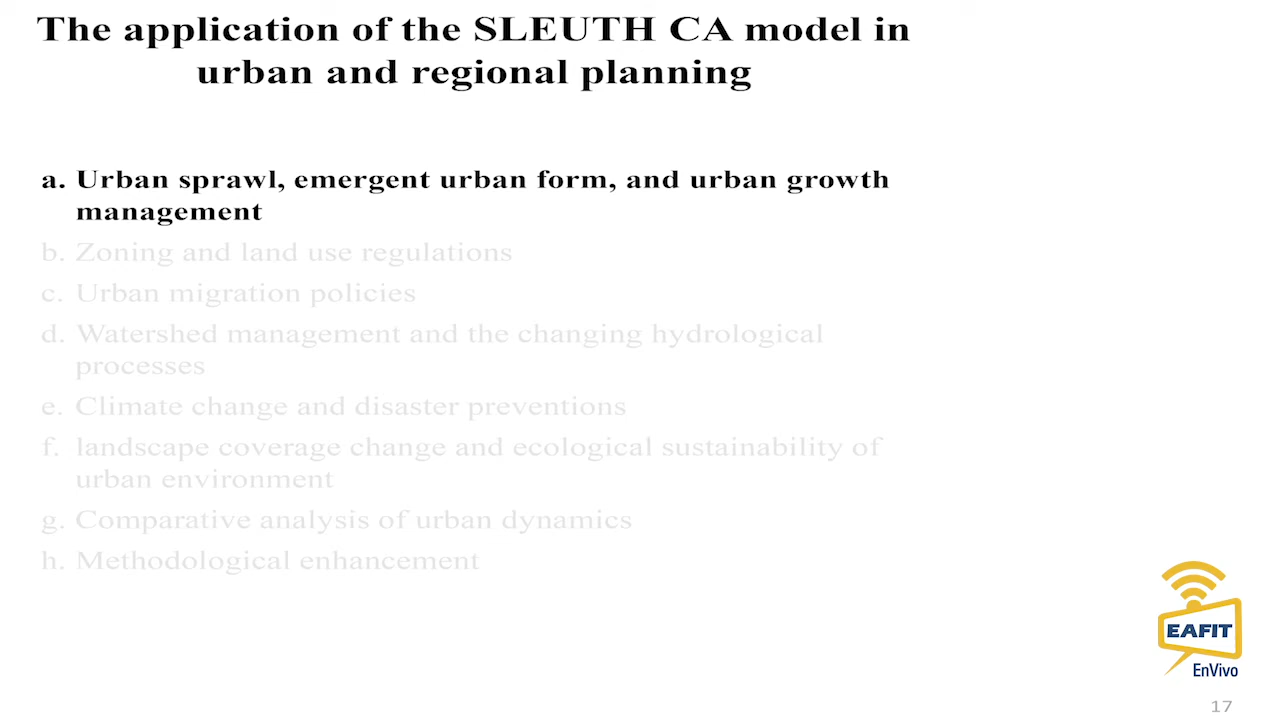 The application of the SLEUTH CA model in
urban and regional planning
a. Urban sprawl, emergent urban form, and urban growth
management
b. Zoning and land use regulations
c. Urban migration policies
d. Watershed management and the changing hydrological
processes
e. Climate change and disaster preventions
f. landscape coverage change and ecological sustainability of
urban environment
g. Comparative analysis of urban dynamics
h. Methodological enhancement
EAFIT
EnVivo
17